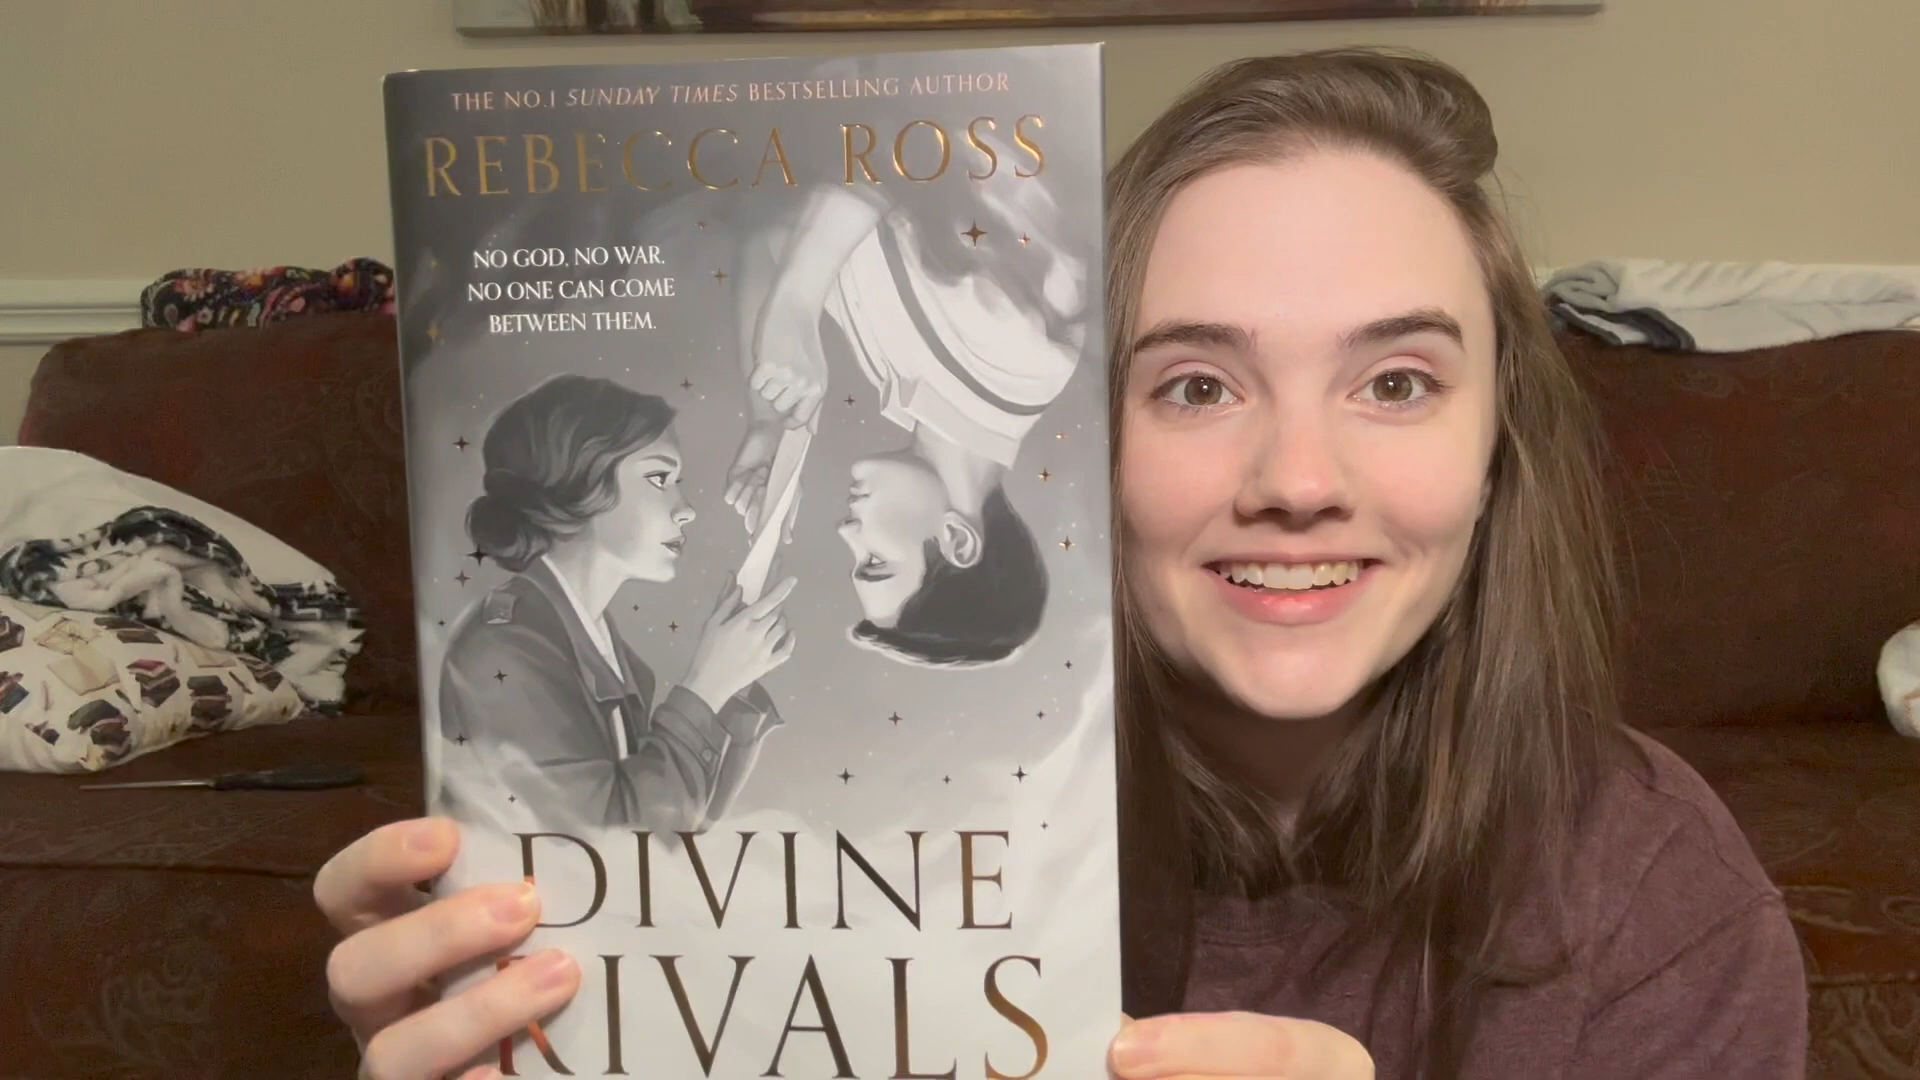 THE NO.1 SUNDAY TIMES BESTSELLING AUTHOR
REBECCA ROSS
NO GOD. NO WAR.
NO ONE CAN COME
BETWEEN THEM.
DIVINE
RIVALS